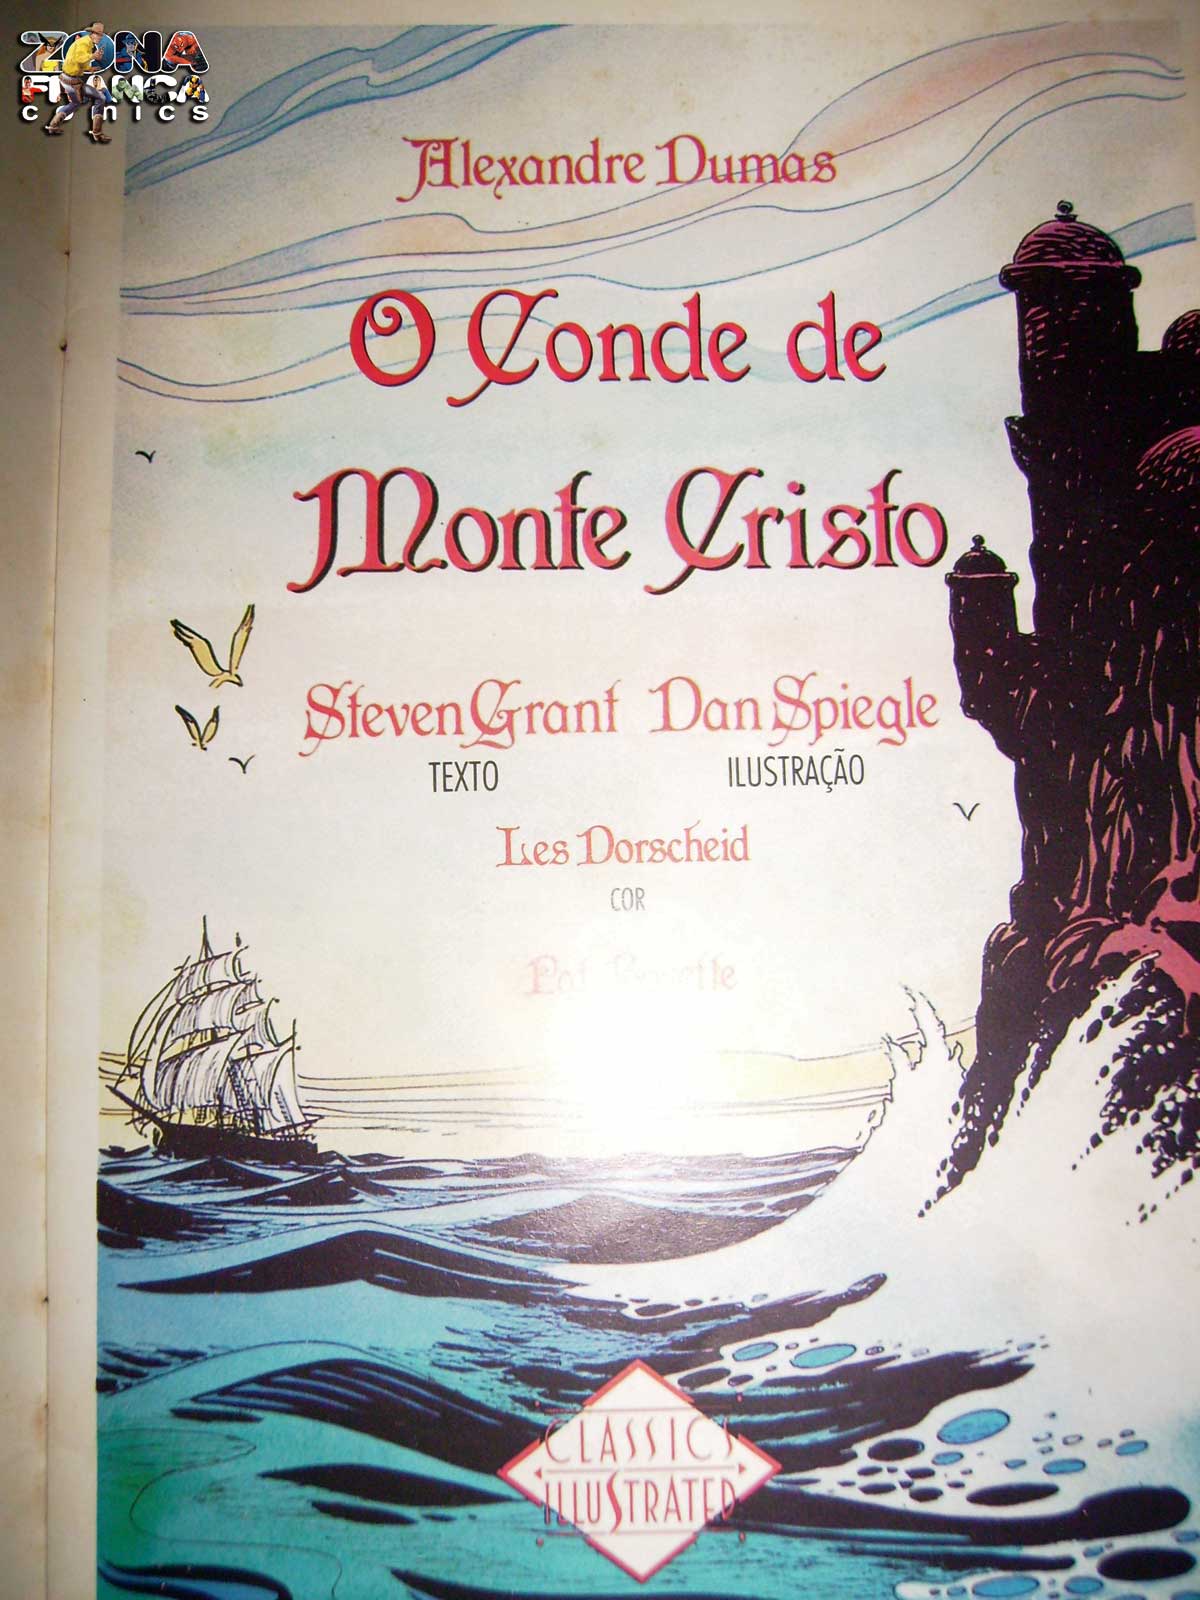 ZONA
FRANCA
comics
Alexandre Dumas
O Conde de
Monte Cristo
Steven Grant Dan Spiegle
TEXTO ILUSTRAÇÃO
Les Dorscheid
COR
CLASSICS
ILLUSTRATED